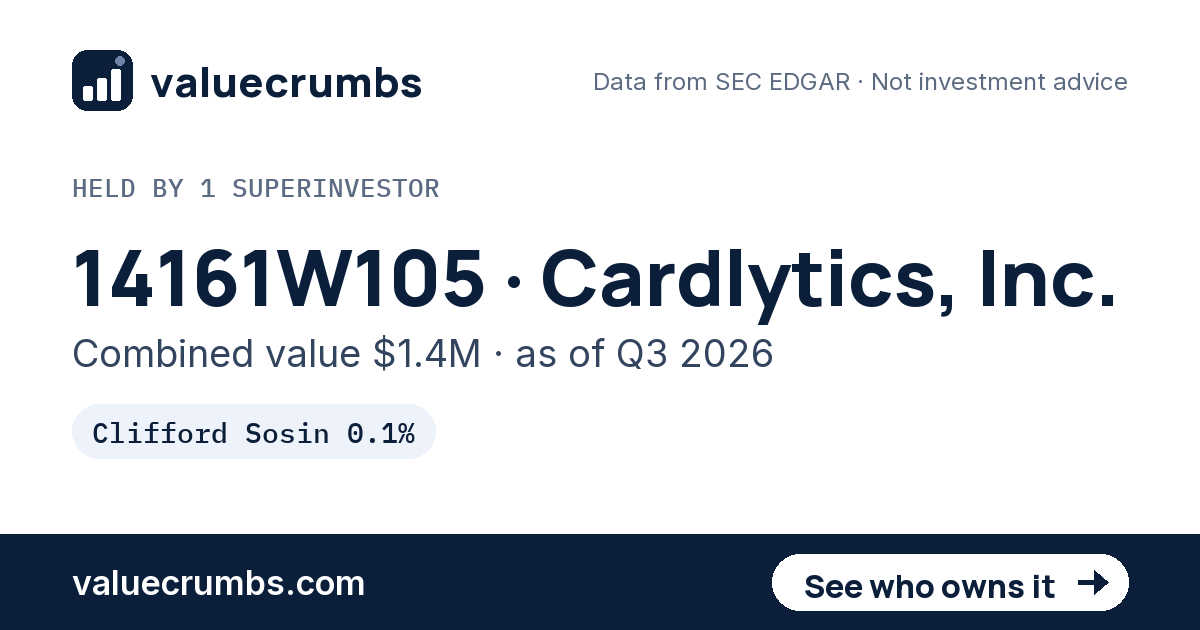 valuecrumbs
Data from SEC EDGAR · Not investment advice
HELD BY 1 SUPERINVESTOR
14161W105 · Cardlytics, Inc.
Combined value $1.4M · as of Q3 2026
Clifford Sosin 0.1%
valuecrumbs.com
See who owns it →